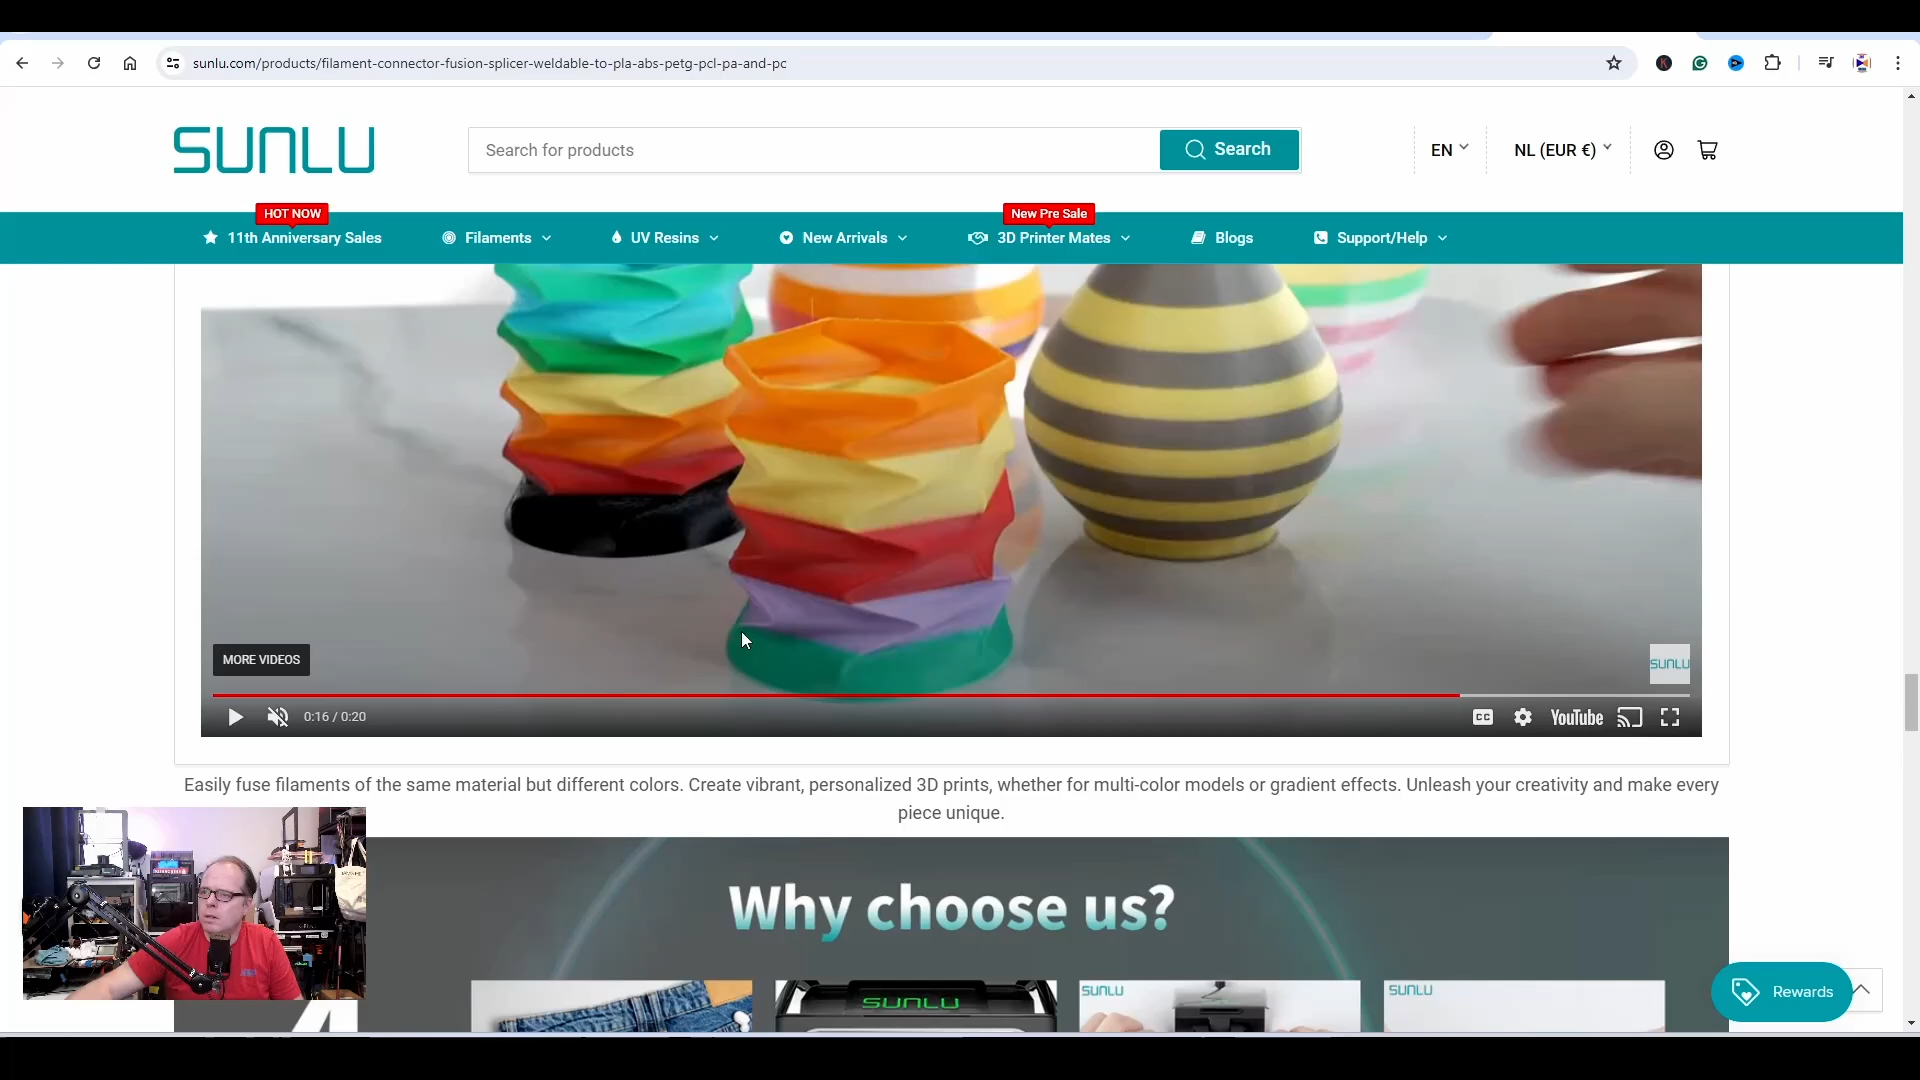 sunlu.com/products/filament-connector-fusion-splicer-weldable-to-pla-abs-petg-pcl-pa-and-pc
SUNLU
Search for products
Search
EN
NL (EUR €)
HOT NOW
New Pre Sale
11th Anniversary Sales
Filaments
UV Resins
New Arrivals
3D Printer Mates
Blogs
Support/Help
MORE VIDEOS
SUNLU
0:16 / 0:20
CC
YouTube
Easily fuse filaments of the same material but different colors. Create vibrant, personalized 3D prints, whether for multi-color models or gradient effects. Unleash your creativity and make every
piece unique.
Why choose us?
SUNLU
SUNLU
SUNLU
Rewards